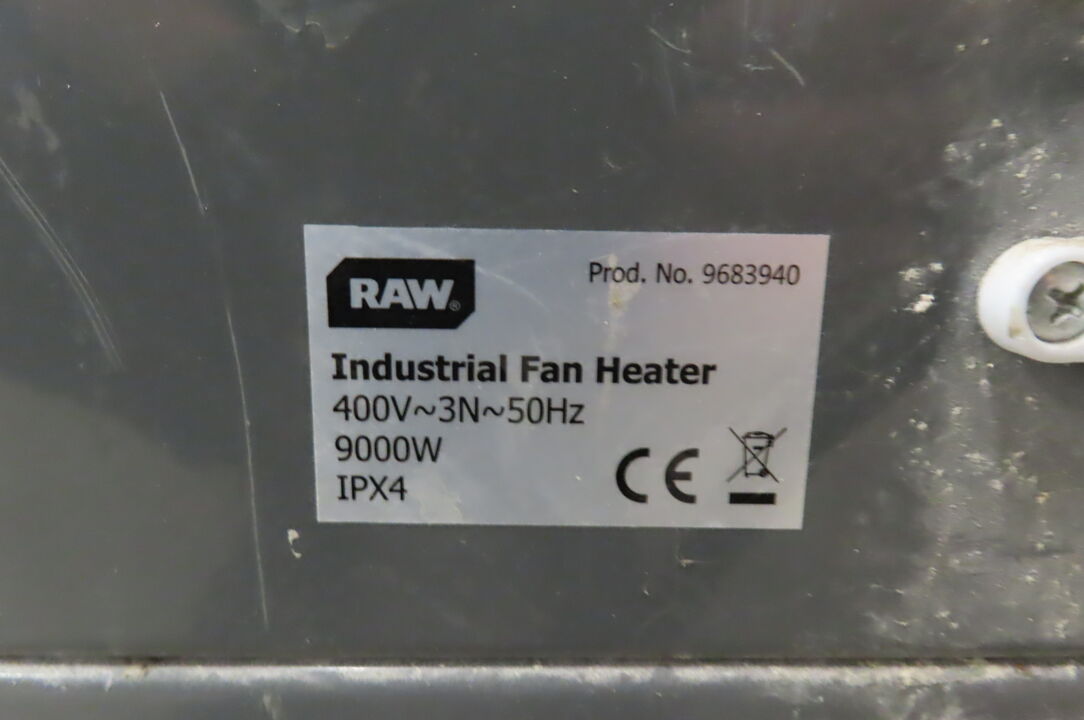 RAW®
Prod. No. 9683940
Industrial Fan Heater
400V~3N~50Hz
9000W
IPX4
CE